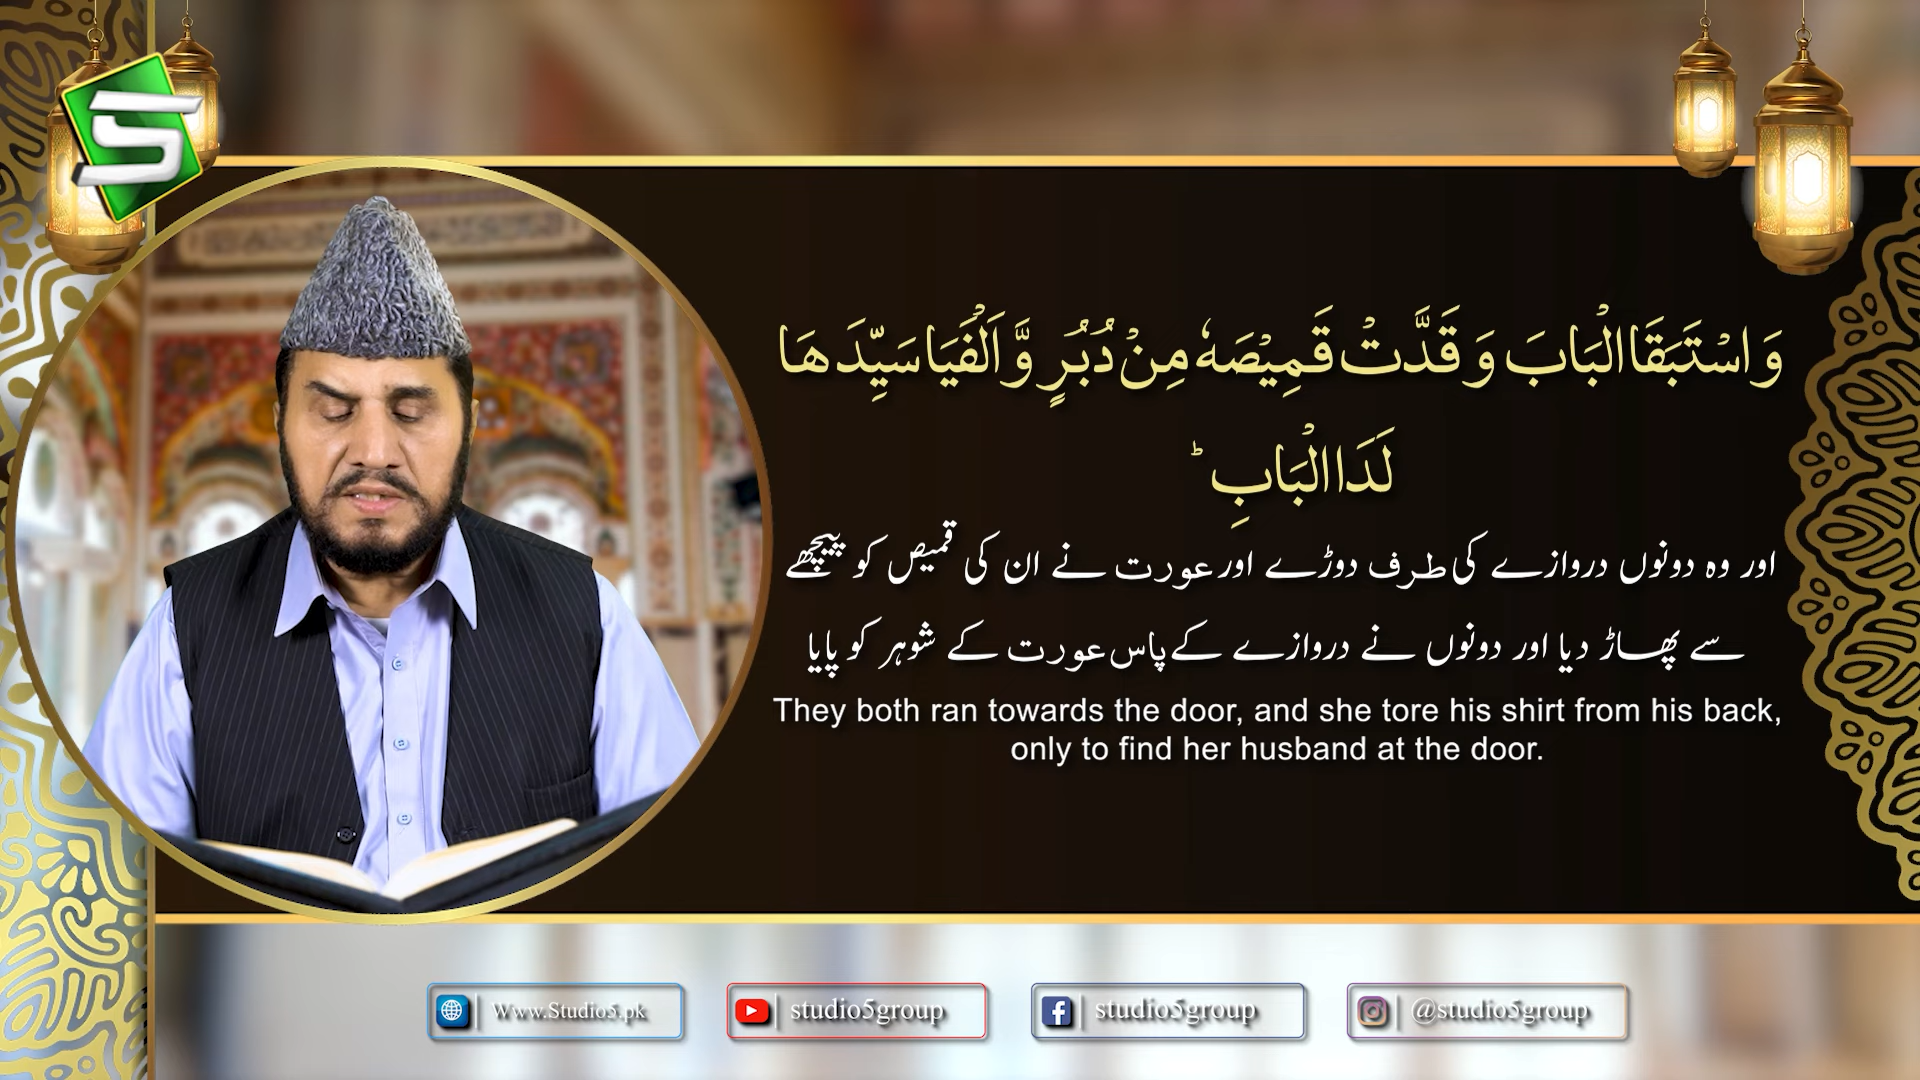 وَ اسْتَبَقَا الْبَابَ وَ قَدَّتْ قَمِیْصَهٗ مِنْ دُبُرٍ وَّ اَلْفَیَا سَیِّدَهَا
لَدَا الْبَابِؕ
اور وہ دونوں دروازے کی طرف دوڑے اور عورت نے ان کی قمیص کو پیچھے
سے پھاڑ دیا اور دونوں نے دروازے کے پاس عورت کے شوہر کو پایا
They both ran towards the door, and she tore his shirt from his back,
only to find her husband at the door.
Www.Studio5.pk
studio5group
studio5group
@studio5group